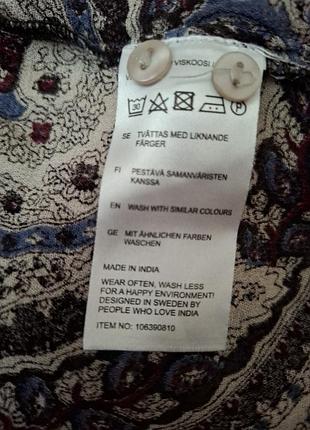 VISKOOSI
30
P
SE TVÄTTAS MED LIKNANDE
FÄRGER
FI PESTÄVÄ SAMANVÄRISTEN
KANSSA
EN WASH WITH SIMILAR COLOURS
GE MIT ÄHNLICHEN FARBEN
WASCHEN
MADE IN INDIA
WEAR OFTEN, WASH LESS
FOR A HAPPY ENVIRONMENT!
DESIGNED IN SWEDEN BY
PEOPLE WHO LOVE INDIA
ITEM NO: 106390810